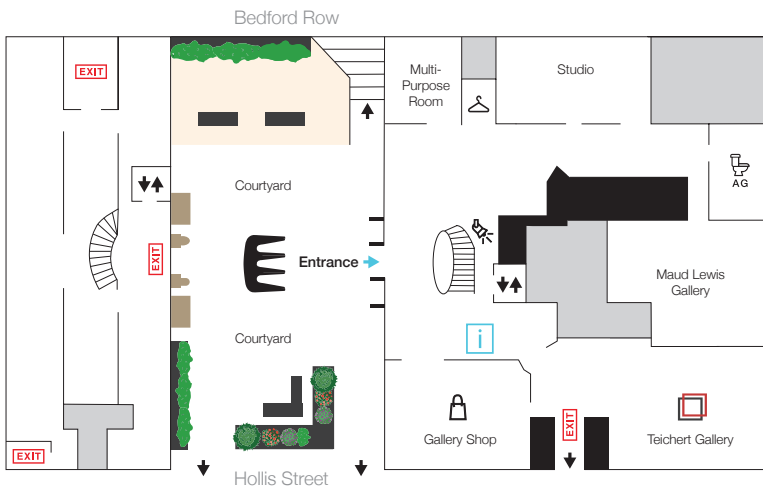 Bedford Row
EXIT
Multi-
Purpose
Room
Studio
AG
Courtyard
EXIT
Entrance
Maud Lewis
Gallery
i
Courtyard
Gallery Shop
EXIT
Teichert Gallery
EXIT
Hollis Street